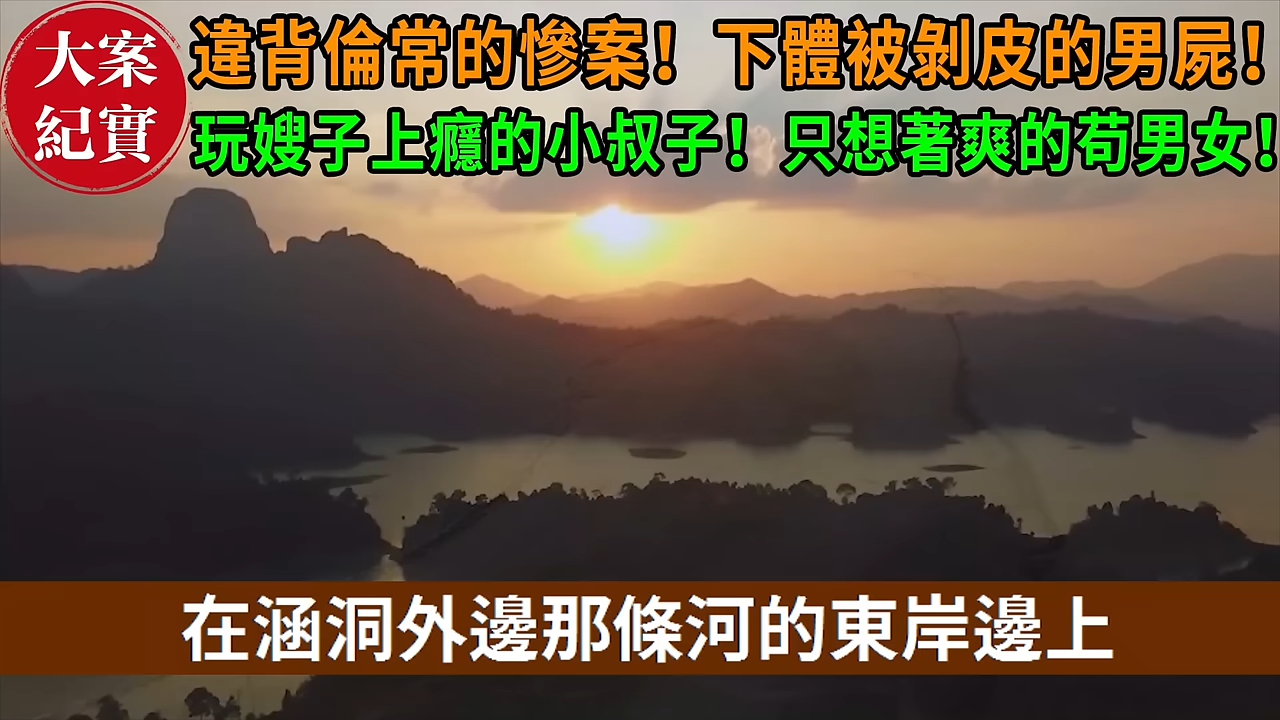 大案
紀實
違背倫常的慘案！下體被剝皮的男屍！
玩嫂子上癮的小叔子！只想著爽的苟男女！
在涵洞外邊那條河的東岸邊上